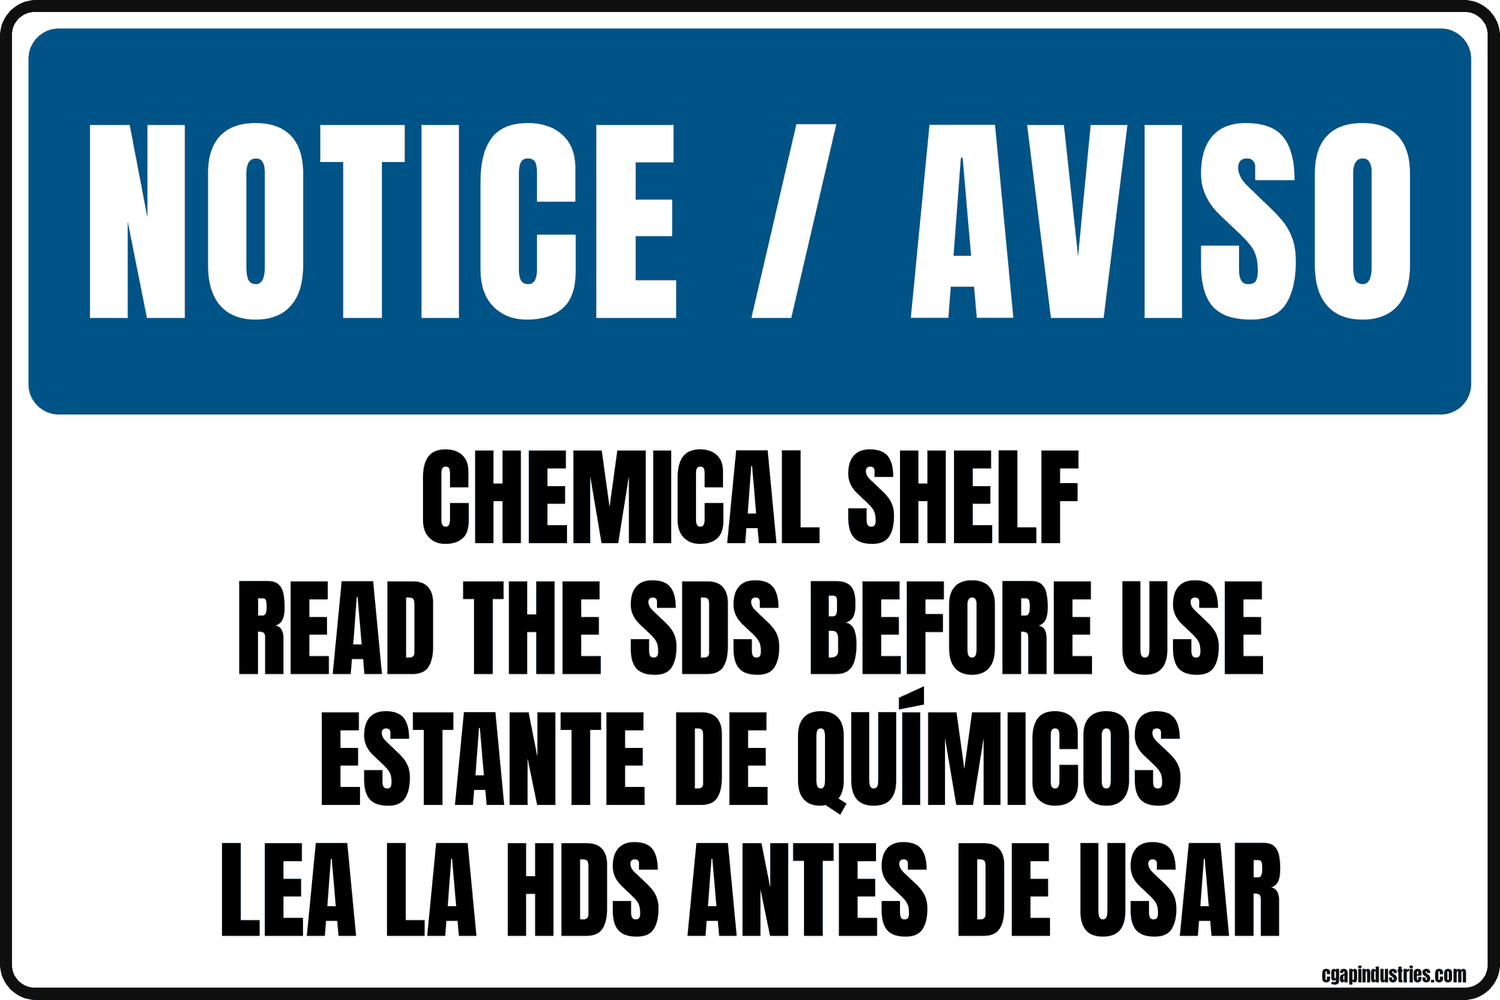 NOTICE / AVISO
CHEMICAL SHELF
READ THE SDS BEFORE USE
ESTANTE DE QUÍMICOS
LEA LA HDS ANTES DE USAR
cgapindustries.com